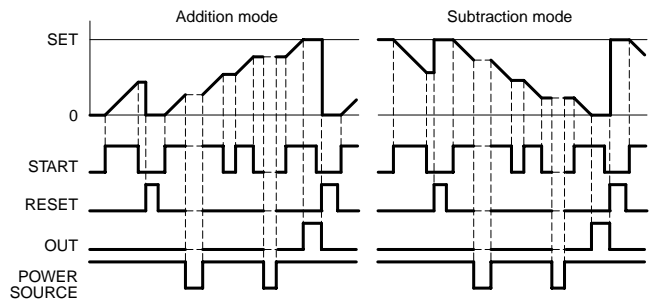 Addition mode
Subtraction mode
SET
0
START
RESET
OUT
POWER
SOURCE